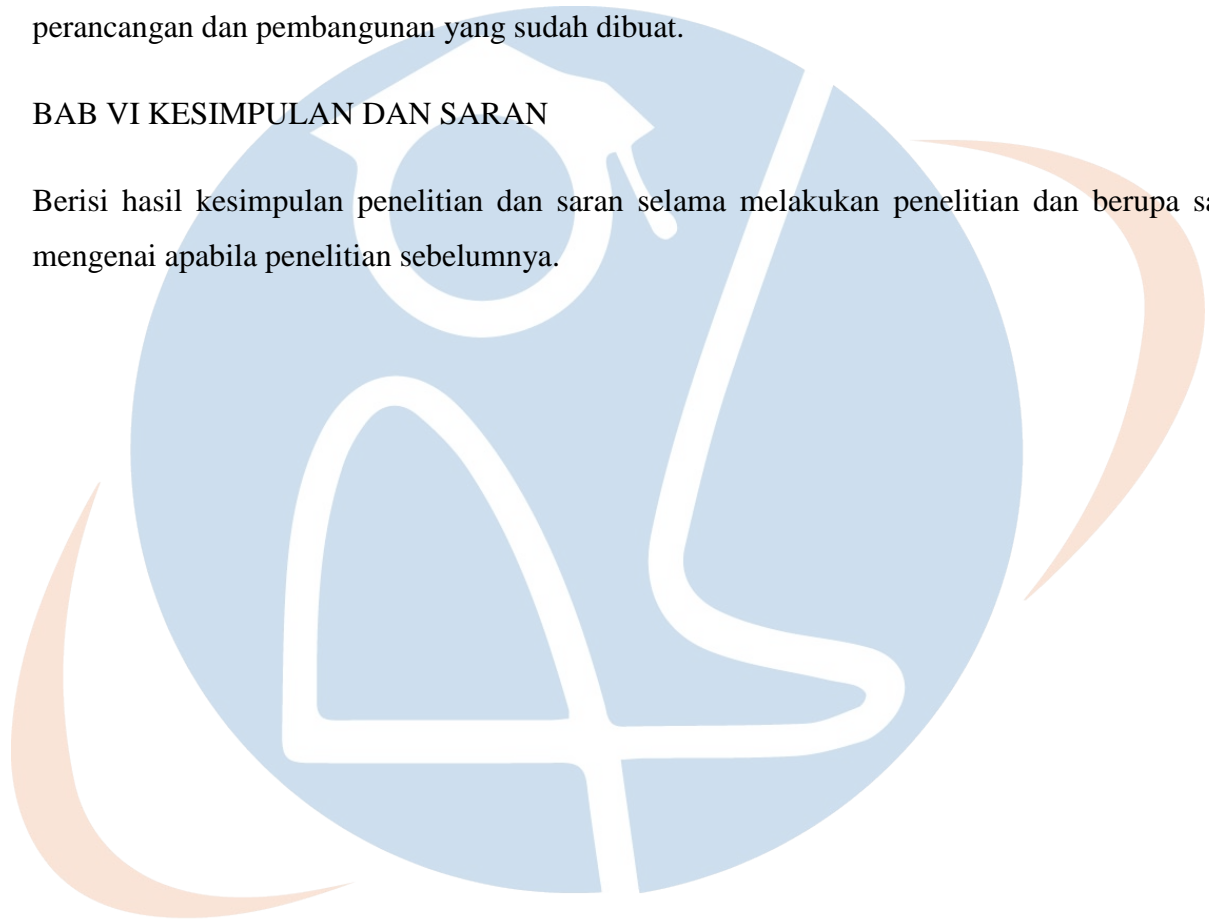 perancangan dan pembangunan yang sudah dibuat.
BAB VI KESIMPULAN DAN SARAN
Berisi hasil kesimpulan penelitian dan saran selama melakukan penelitian dan berupa
mengenai apabila penelitian sebelumnya.